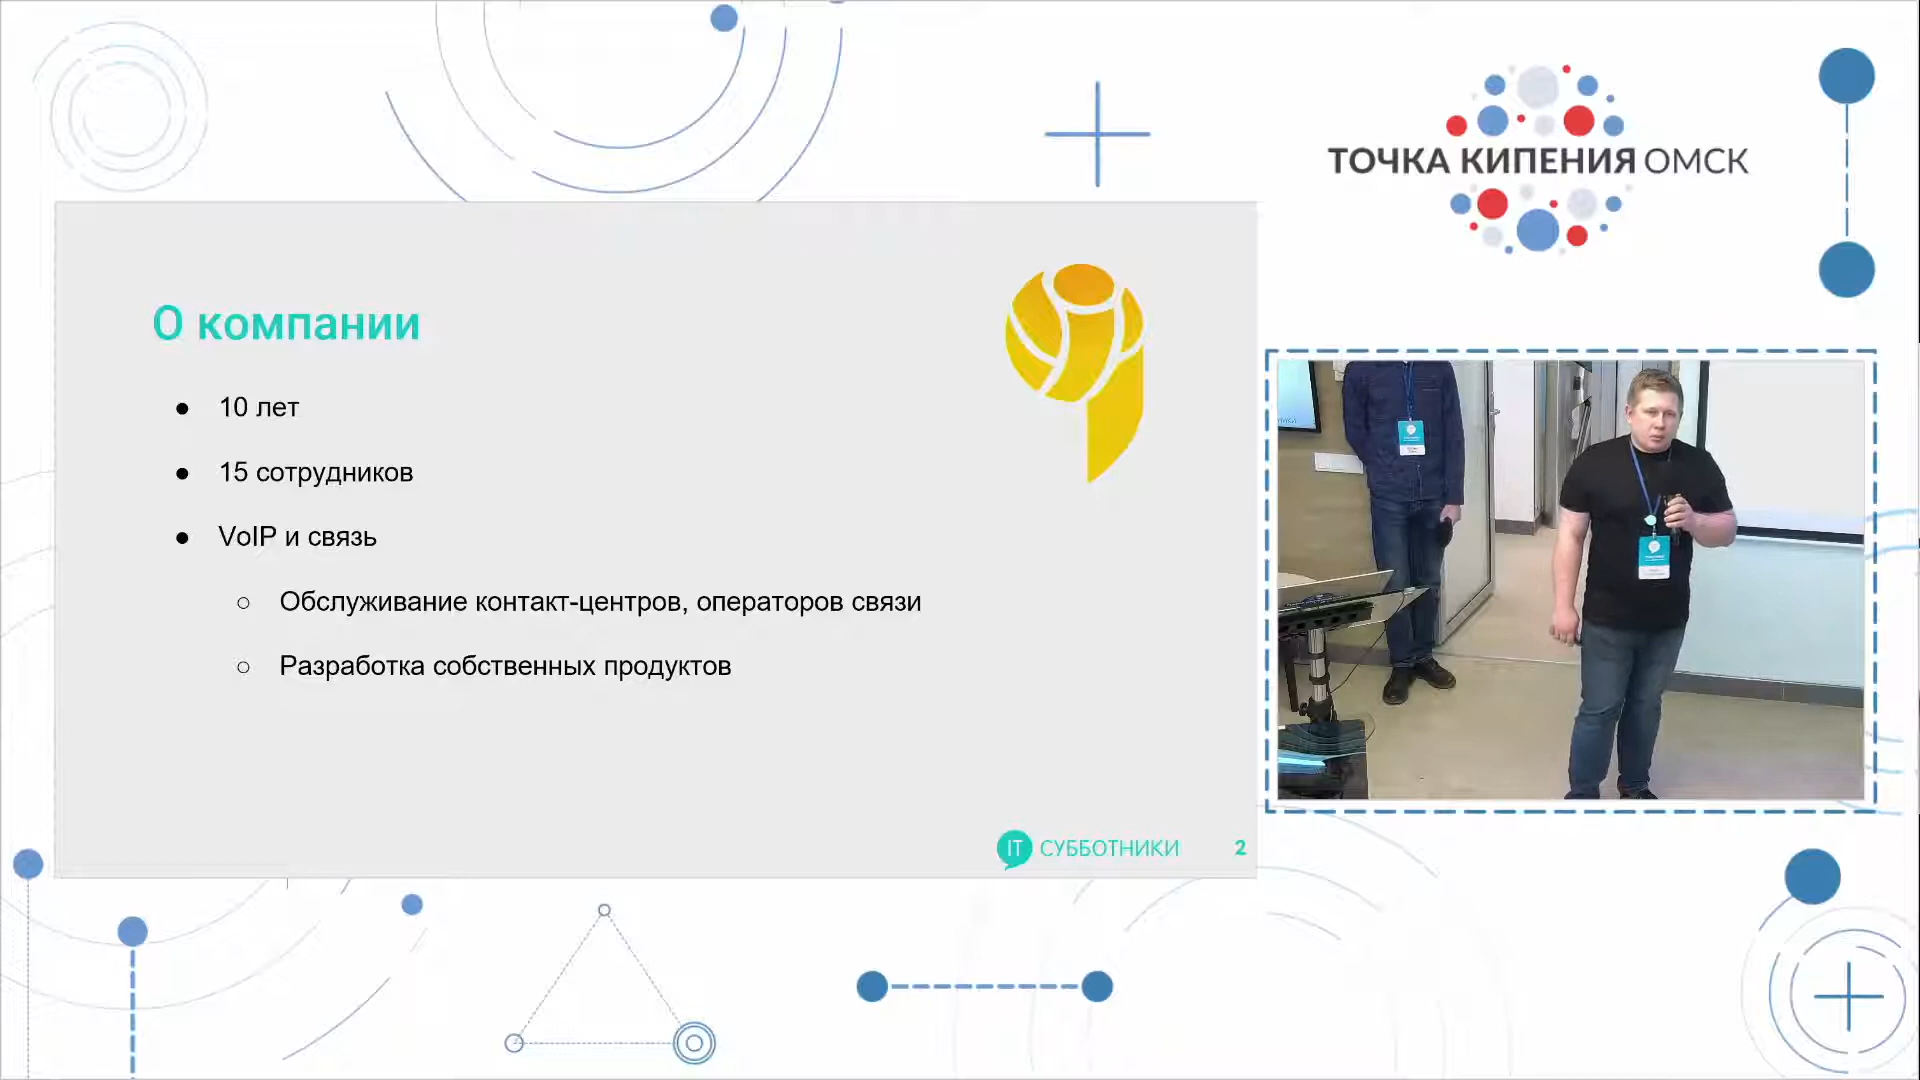 ТОЧКА КИПЕНИЯ ОМСК
О компании
● 10 лет
● 15 сотрудников
● VoIP и связь
○ Обслуживание контакт-центров, операторов связи
○ Разработка собственных продуктов
IT СУББОТНИКИ 2